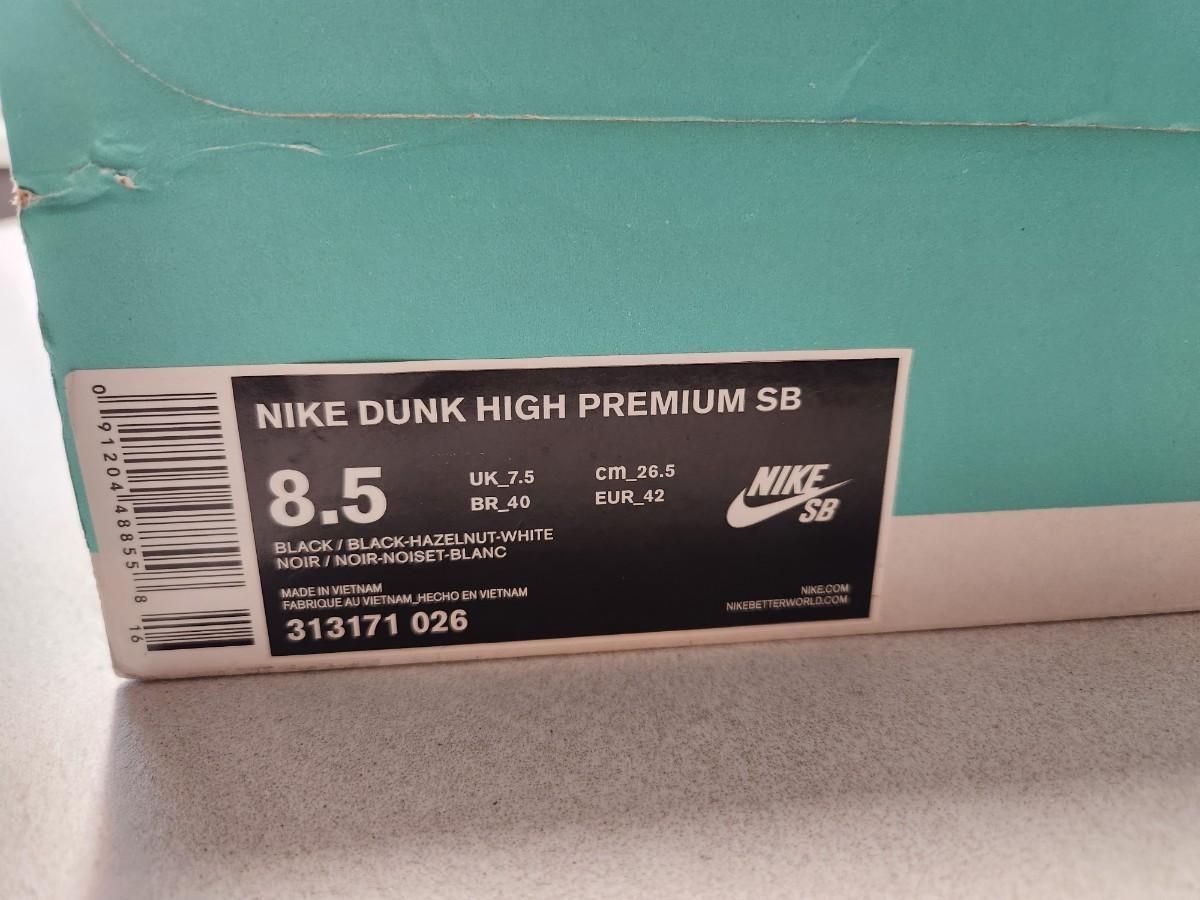 NIKE DUNK HIGH PREMIUM SB
8.5
UK_7.5
cm_26.5
BR_40
EUR_42
NIKE
SB
BLACK / BLACK-HAZELNUT-WHITE
NOIR / NOIR-NOISET-BLANC
MADE IN VIETNAM
FABRIQUE AU VIETNAM_HECHO EN VIETNAM
313171 026
NIKE.COM
NIKEBETTERWORLD.COM
0 91204 48855 8
16